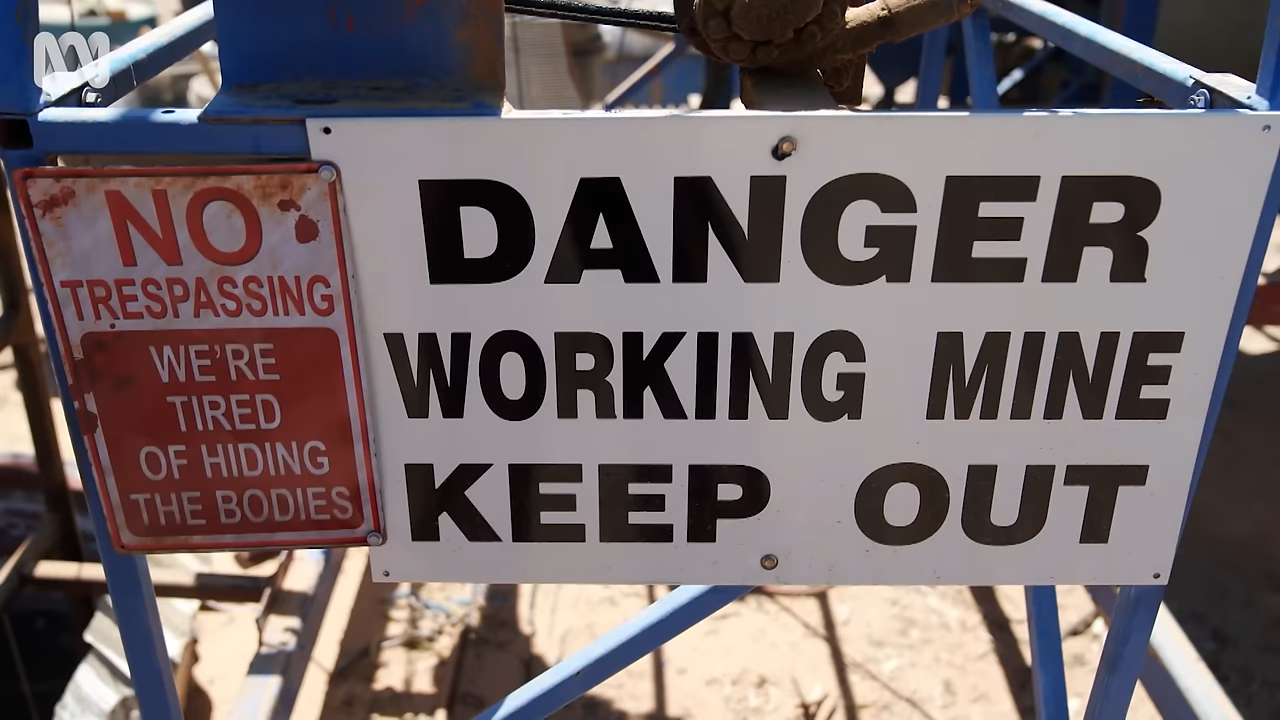 NO
TRESPASSING
WE'RE
TIRED
OF HIDING
THE BODIES
DANGER
WORKING MINE
KEEP OUT